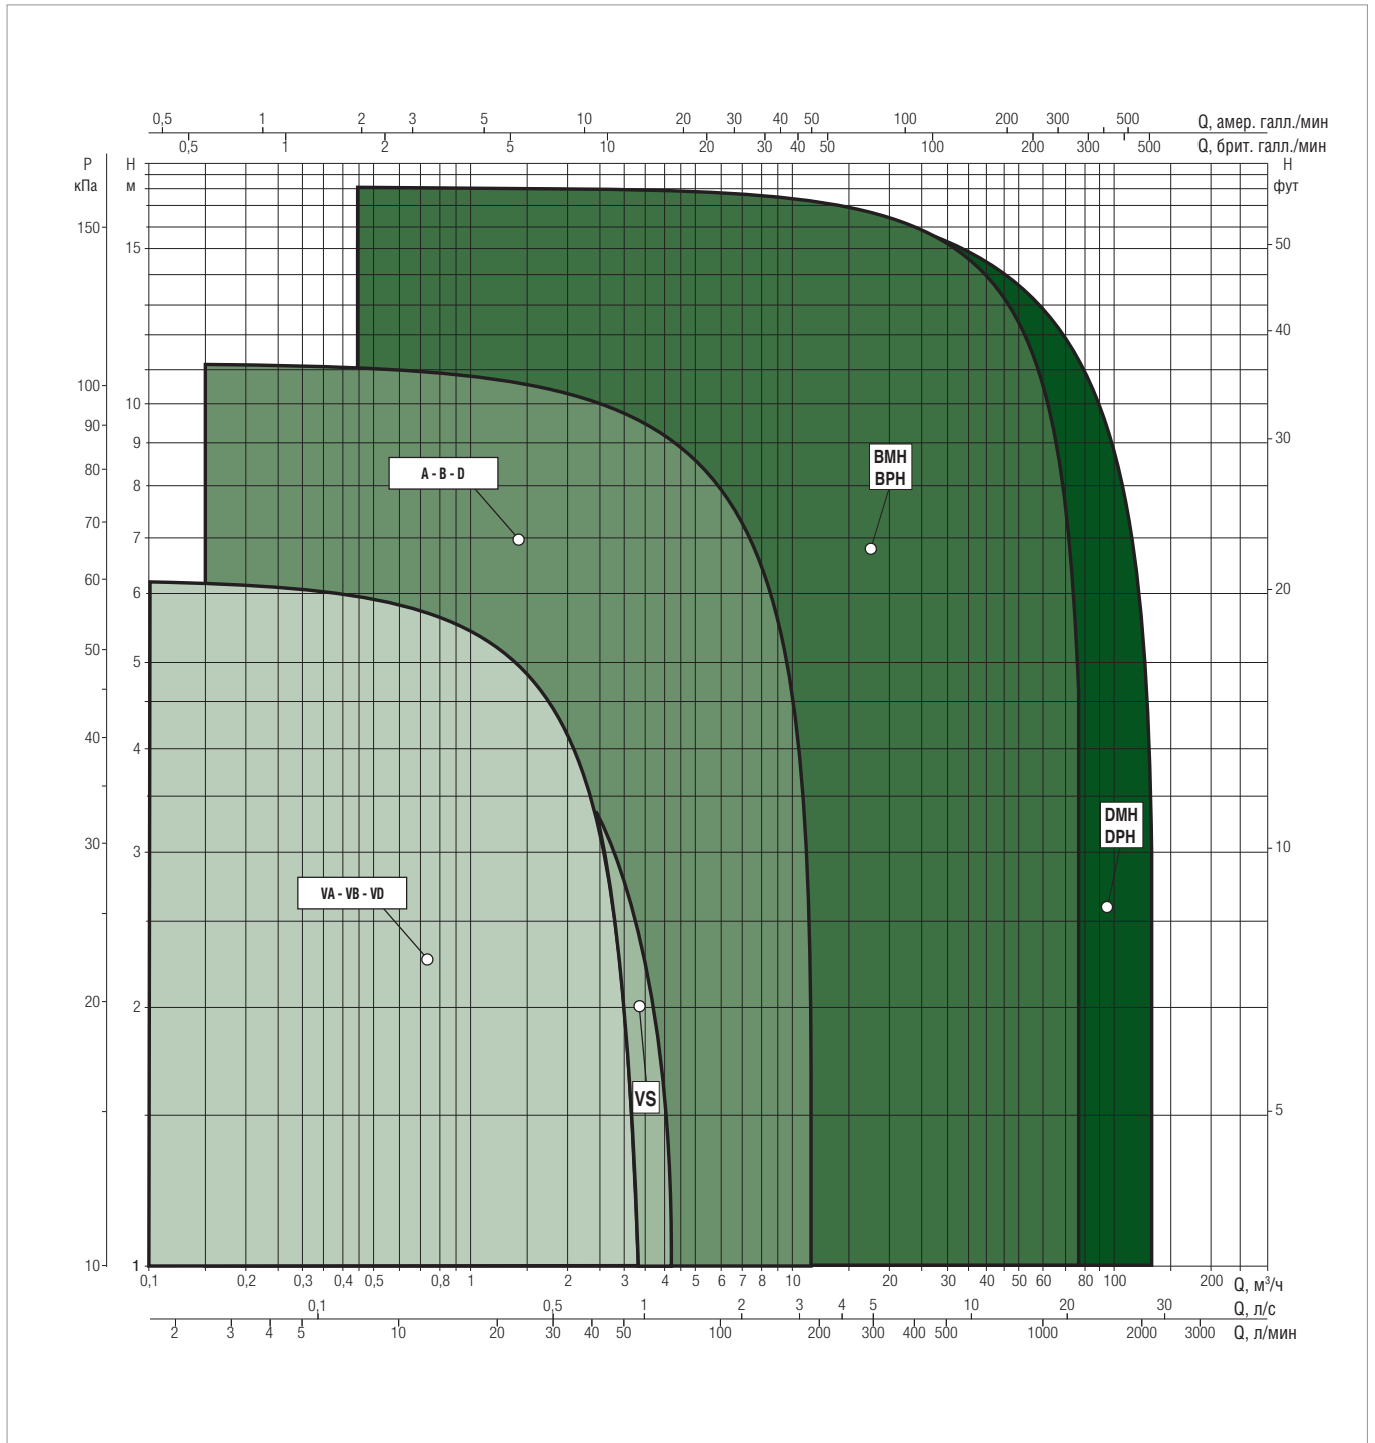 0,5 1 2 3 5 10 20 30 40 50 100 200 300 500 Q, амер. галл./мин
0,5 1 2 5 10 20 30 40 50 100 200 300 500 Q, брит. галл./мин
P H H
кПа м фут
150 15 50
40
100 10
90 9 30
A - B - D
BMH
BPH
80 8
70 7
60 6 20
50 5
40 4
DMH
DPH
30 3 10
VA - VB - VD
20 2
VS
5
10 1
0,1 0,2 0,3 0,4 0,5 0,8 1 2 3 4 5 6 7 8 10 20 30 40 50 60 80 100 200 Q, м³/ч
0,1 0,5 1 2 3 4 5 10 20 30 Q, л/с
2 3 4 5 10 20 30 40 50 100 200 300 400 500 1000 2000 3000 Q, л/мин